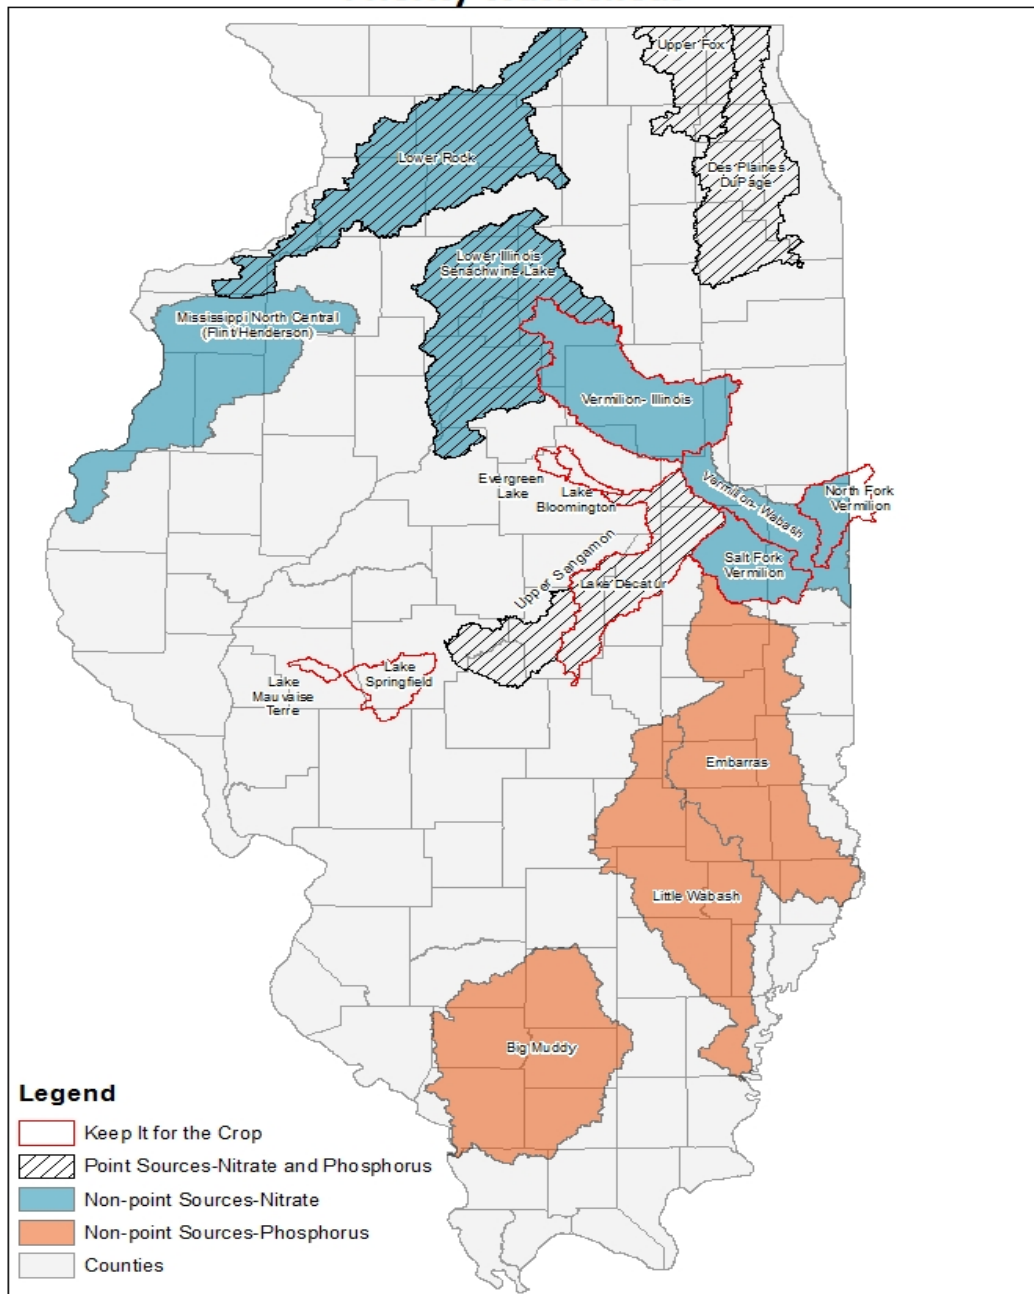 Upper Fox
Lower Rock
Des Plaines
DuPage
Lower Illinois
Senachwine Lake
Mississippi North Central
(Flint/Henderson)
Vermilion- Illinois
Evergreen
Lake
Lake
Bloomington
Vermilion- Wabash
North Fork
Vermilion
Salt Fork
Vermilion
Upper Sangamon
Lake Decatur
Lake
Springfield
Lake
Mauvaise
Terre
Embarras
Little Wabash
Big Muddy
Legend
Keep It for the Crop
Point Sources-Nitrate and Phosphorus
Non-point Sources-Nitrate
Non-point Sources-Phosphorus
Counties